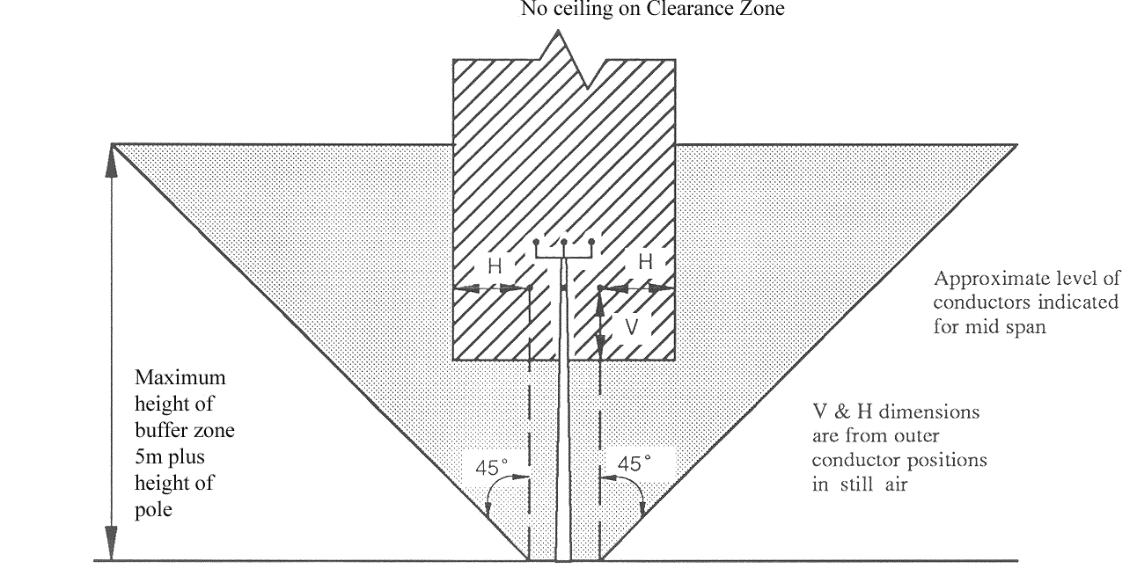 No ceiling on Clearance Zone
H
H
V
Approximate level of
conductors indicated
for mid span
Maximum
height of
buffer zone
5m plus
height of
pole
V & H dimensions
are from outer
conductor positions
in still air
45°
45°